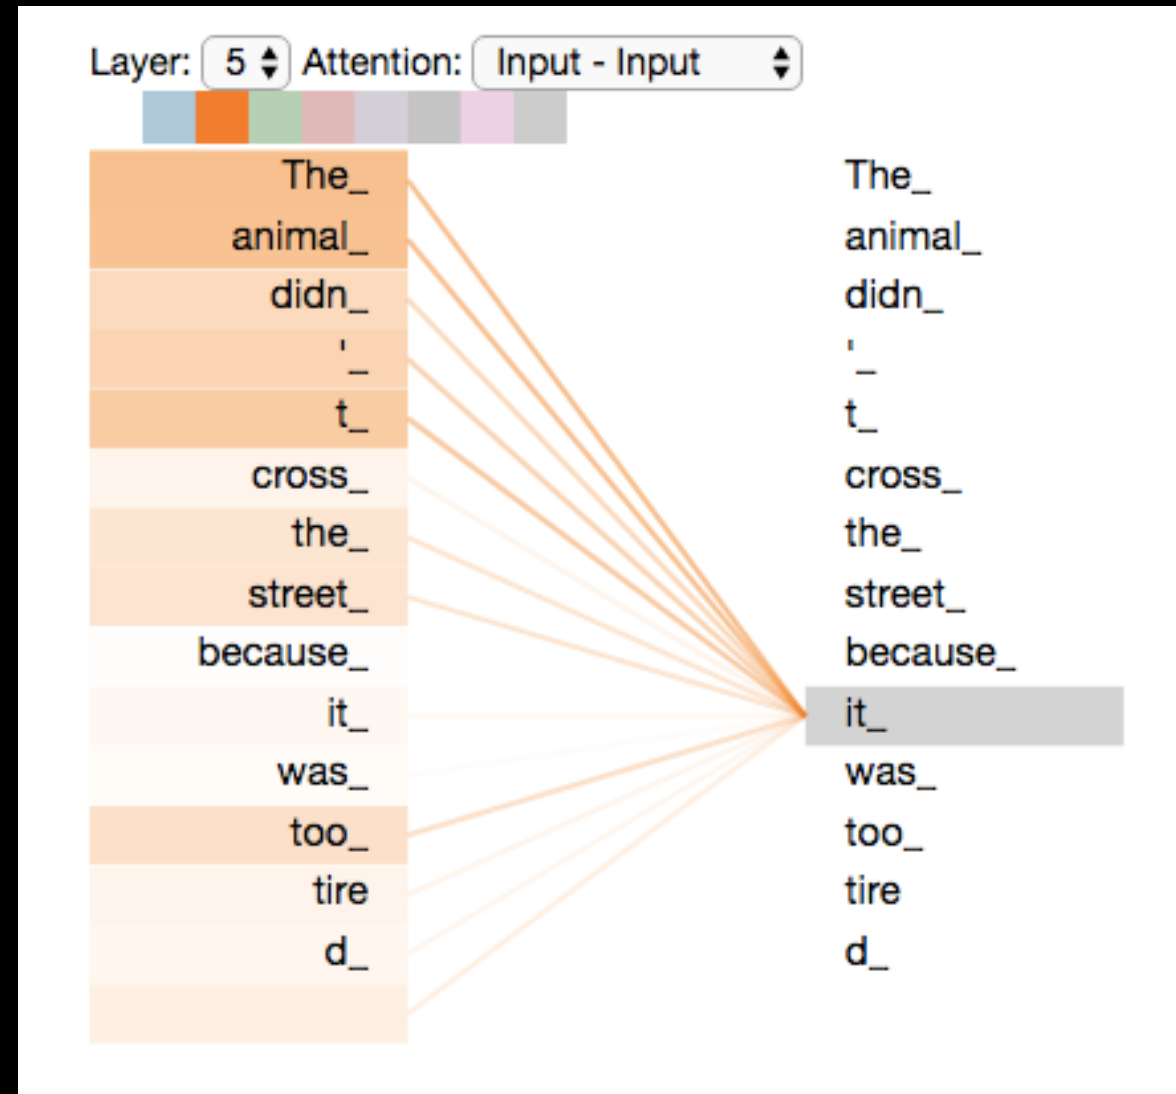 Layer: 5 Attention: Input - Input
The_ The_
animal_ animal_
didn_ didn_
'_ '_
t_ t_
cross_ cross_
the_ the_
street_ street_
because_ because_
it_ it_
was_ was_
too_ too_
tire tire
d_ d_